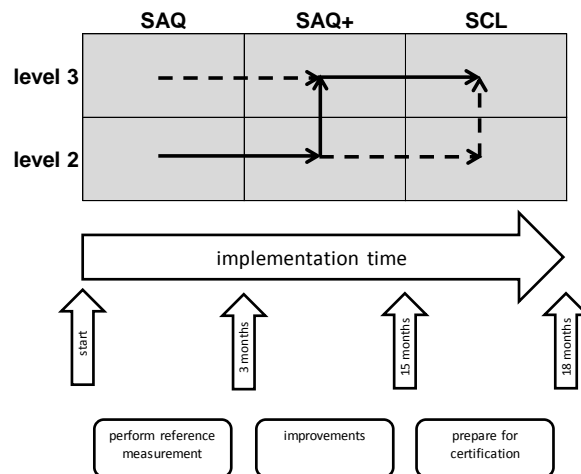 SAQ SAQ+ SCL
level 3
level 2
implementation time
start
3 months
15 months
18 months
perform reference
measurement
improvements
prepare for
certification